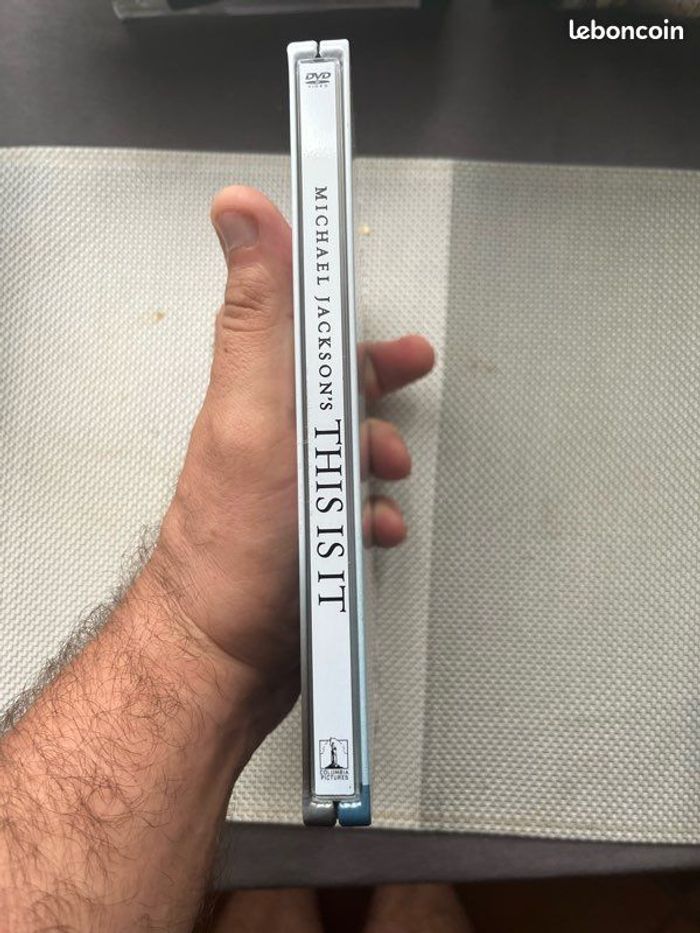 leboncoin
DVD
VIDEO
MICHAEL JACKSON'S THIS IS IT
COLUMBIA
PICTURES